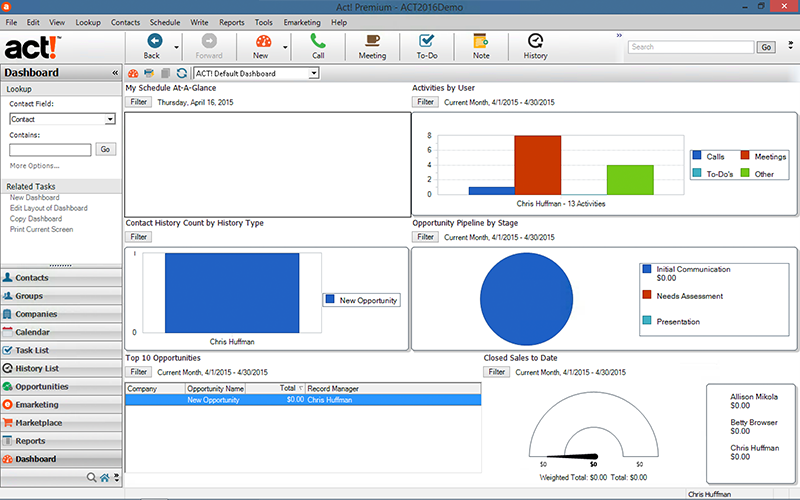 Act! Premium - ACT2016Demo
File Edit View Lookup Contacts Schedule Write Reports Tools Emarketing Help
act!
Back Forward New Call Meeting To-Do Note History
Search Go
Dashboard «
ACT! Default Dashboard
Lookup
Contact Field:
Contact
Contains:
Go
More Options...
Related Tasks
New Dashboard
Edit Layout of Dashboard
Copy Dashboard
Print Current Screen
Contacts
Groups
Companies
Calendar
Task List
History List
Opportunities
Emarketing
Marketplace
Reports
Dashboard
My Schedule At-A-Glance
Filter Thursday, April 16, 2015
Activities by User
Filter Current Month, 4/1/2015 - 4/30/2015
8
6
4
2
0
Chris Huffman - 13 Activities
Calls Meetings
To-Do's Other
Contact History Count by History Type
Filter
1
0
Chris Huffman
New Opportunity
Opportunity Pipeline by Stage
Filter Current Month, 4/1/2015 - 4/30/2015
Initial Communication
$0.00
Needs Assessment
Presentation
Top 10 Opportunities
Filter Current Month, 4/1/2015 - 4/30/2015
Company Opportunity Name Total Record Manager
New Opportunity $0.00 Chris Huffman
Closed Sales to Date
Filter Current Month, 4/1/2015 - 4/30/2015
$0 $0 $0
Weighted Total: $0.00 Total: $0.00
Allison Mikola
$0.00
Betty Browser
$0.00
Chris Huffman
$0.00
Chris Huffman